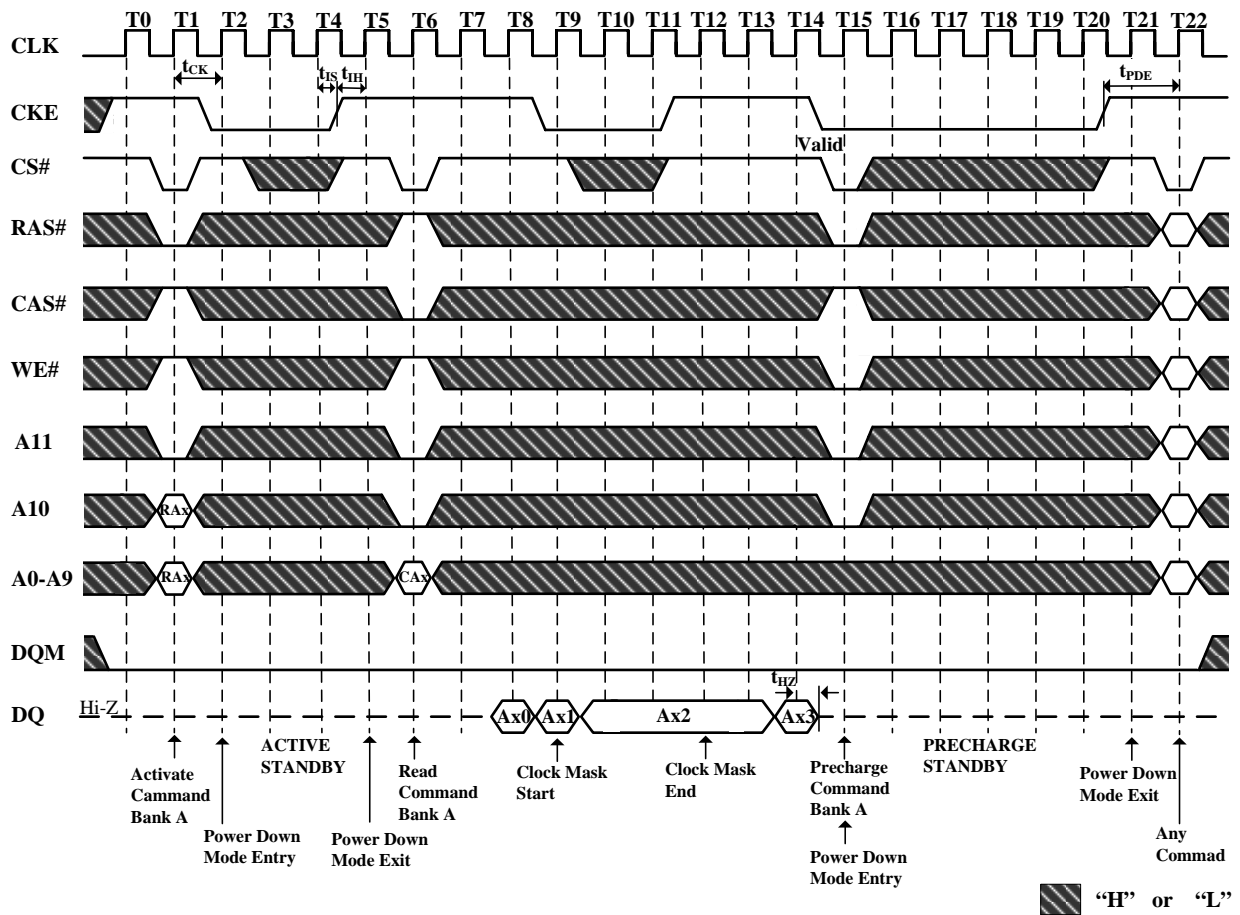 T0 T1 T2 T3 T4 T5 T6 T7 T8 T9 T10 T11 T12 T13 T14 T15 T16 T17 T18 T19 T20 T21 T22
CLK
tCK tIS tIH tPDE
CKE
Valid
CS#
RAS#
CAS#
WE#
A11
A10 RAx
A0-A9 RAx CAx
DQM
tHZ
DQ Hi-Z Ax0 Ax1 Ax2 Ax3
Activate
Cammand
Bank A
Power Down
Mode Entry
ACTIVE
STANDBY
Power Down
Mode Exit
Read
Command
Bank A
Clock Mask
Start
Clock Mask
End
Precharge
Command
Bank A
Power Down
Mode Entry
PRECHARGE
STANDBY
Power Down
Mode Exit
Any
Commad
“H” or “L”